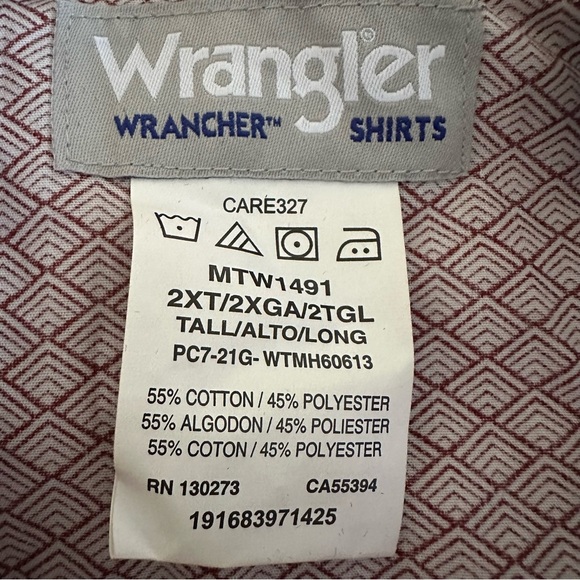 Wrangler®
WRANCHER™ SHIRTS
CARE327
MTW1491
2XT/2XGA/2TGL
TALL/ALTO/LONG
PC7-21G-WTMH60613
55% COTTON / 45% POLYESTER
55% ALGODON / 45% POLIESTER
55% COTON / 45% POLYESTER
RN 130273 CA55394
191683971425